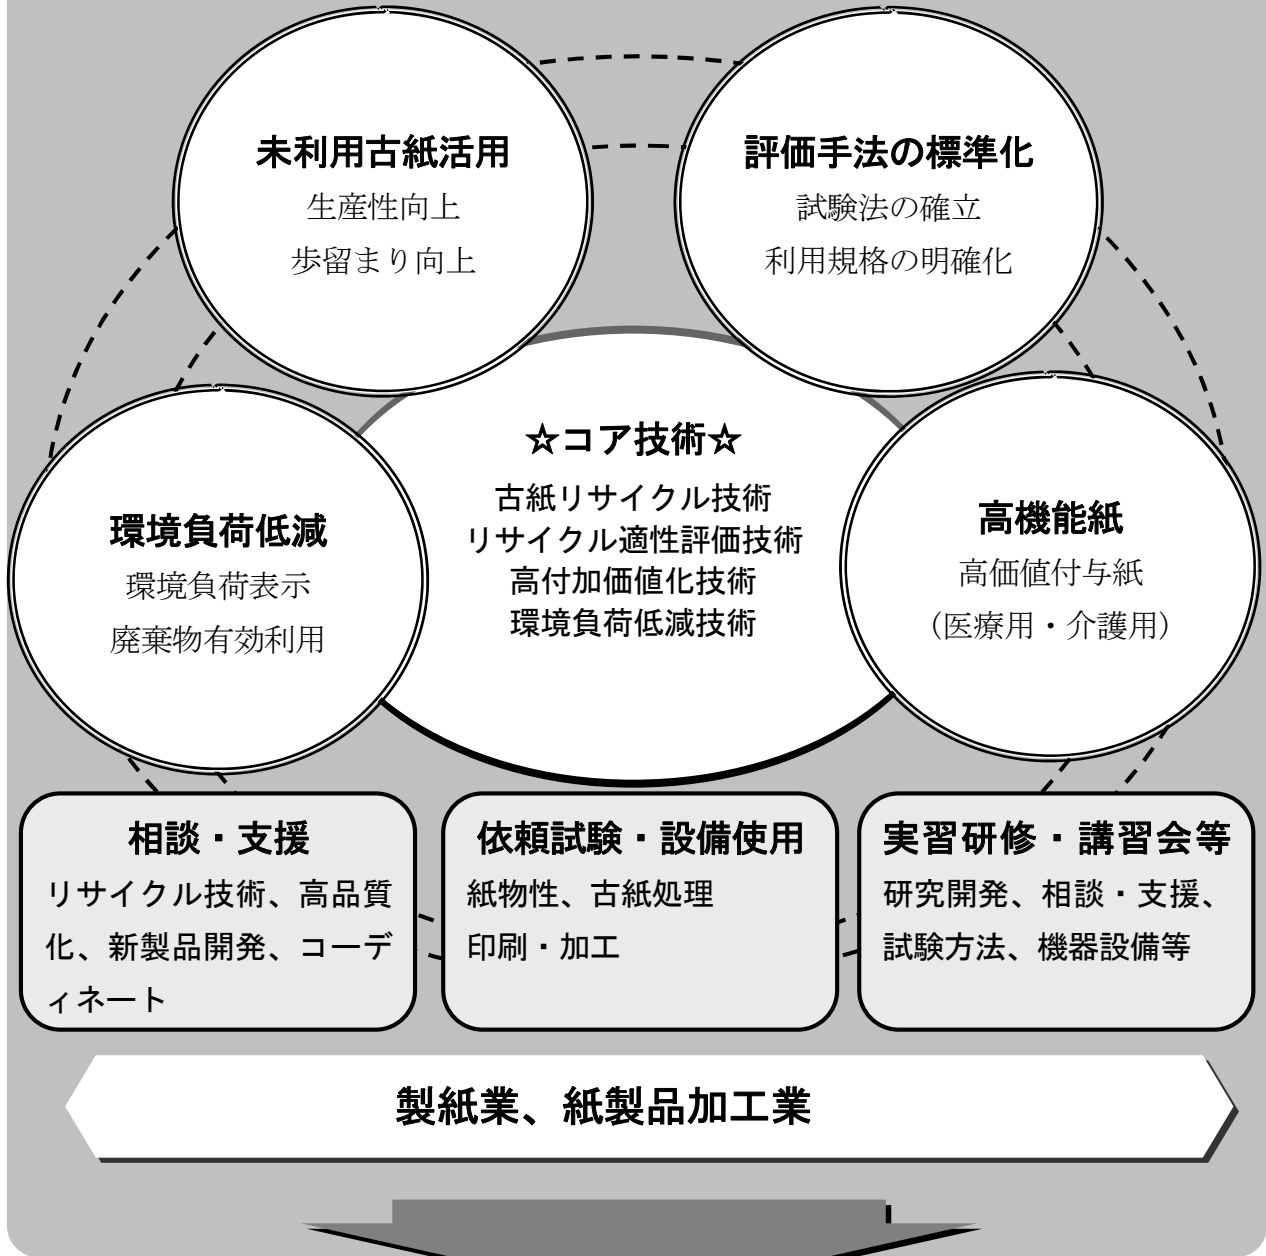 未利用古紙活用
生産性向上
歩留まり向上
評価手法の標準化
試験法の確立
利用規格の明確化
☆コア技術☆
古紙リサイクル技術
リサイクル適性評価技術
高付加価値化技術
環境負荷低減技術
環境負荷低減
環境負荷表示
廃棄物有効利用
高機能紙
高価値付与紙
（医療用・介護用）
相談・支援
リサイクル技術、高品質
化、新製品開発、コーデ
ィネート
依頼試験・設備使用
紙物性、古紙処理
印刷・加工
実習研修・講習会等
研究開発、相談・支援、
試験方法、機器設備等
製紙業、紙製品加工業